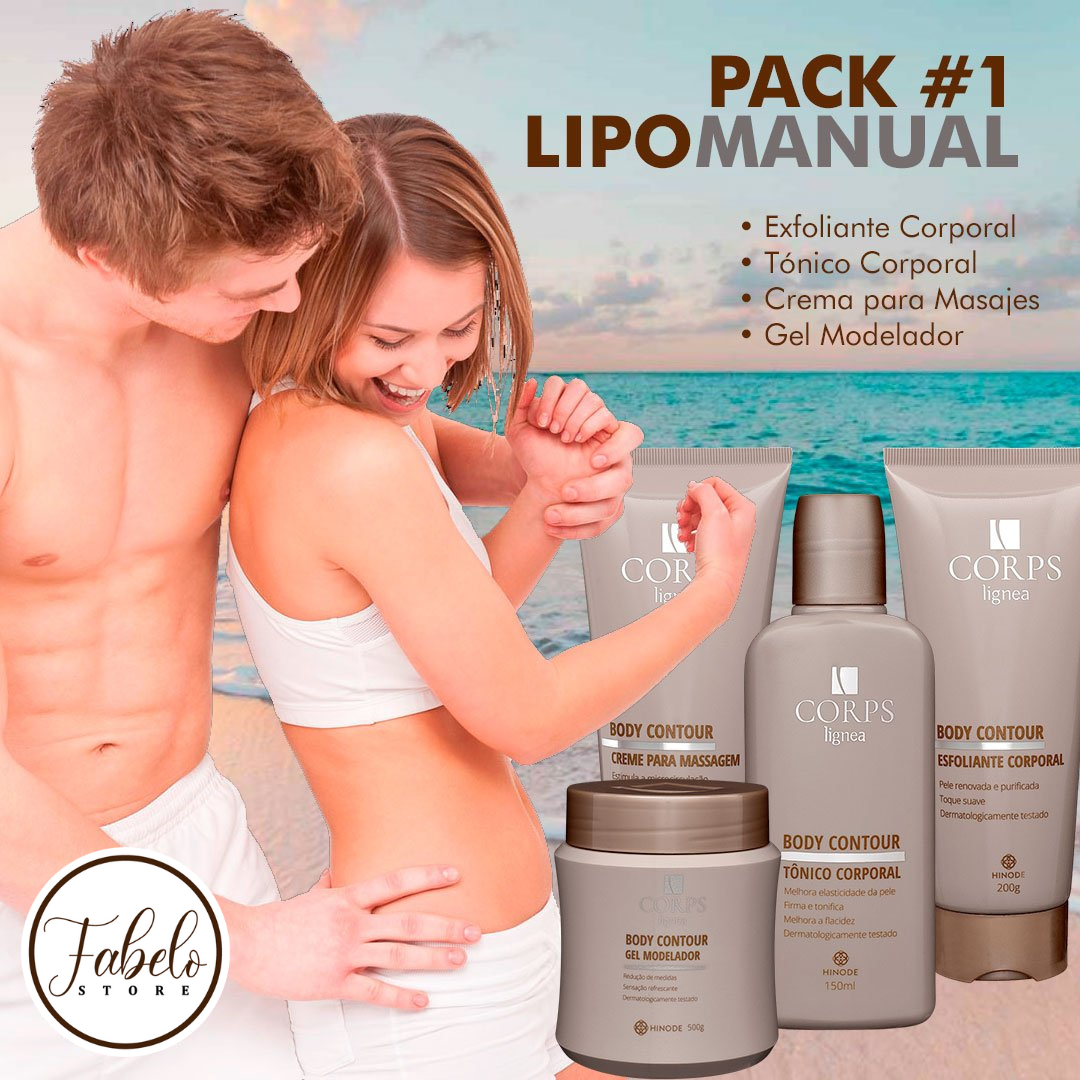 PACK #1
LIPOMANUAL
• Exfoliante Corporal
• Tónico Corporal
• Crema para Masajes
• Gel Modelador
CORPS
lignea
BODY CONTOUR
CREME PARA MASSAGEM
Estimula a microcirculação
CORPS
lignea
BODY CONTOUR
TÔNICO CORPORAL
Melhora elasticidade da pele
Firma e tonifica
Melhora a flacidez
Dermatologicamente testado
HINODE
150ml
CORPS
lignea
BODY CONTOUR
ESFOLIANTE CORPORAL
Pele renovada e purificada
Toque suave
Dermatologicamente testado
HINODE
200g
CORPS
lignea
BODY CONTOUR
GEL MODELADOR
Redução de medidas
Sensação refrescante
Dermatologicamente testado
HINODE 500g
Fabelo
STORE